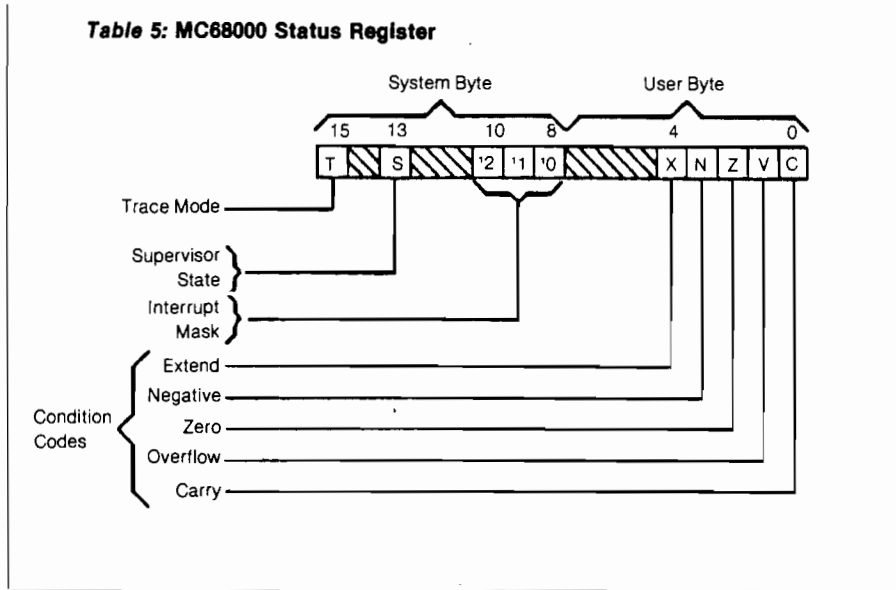 Table 5: MC68000 Status Register
System Byte User Byte
15 13 10 8 4 0
T S I2 I1 I0 X N Z V C
Trace Mode
Supervisor
State
Interrupt
Mask
Extend
Negative
Condition
Codes
Zero
Overflow
Carry